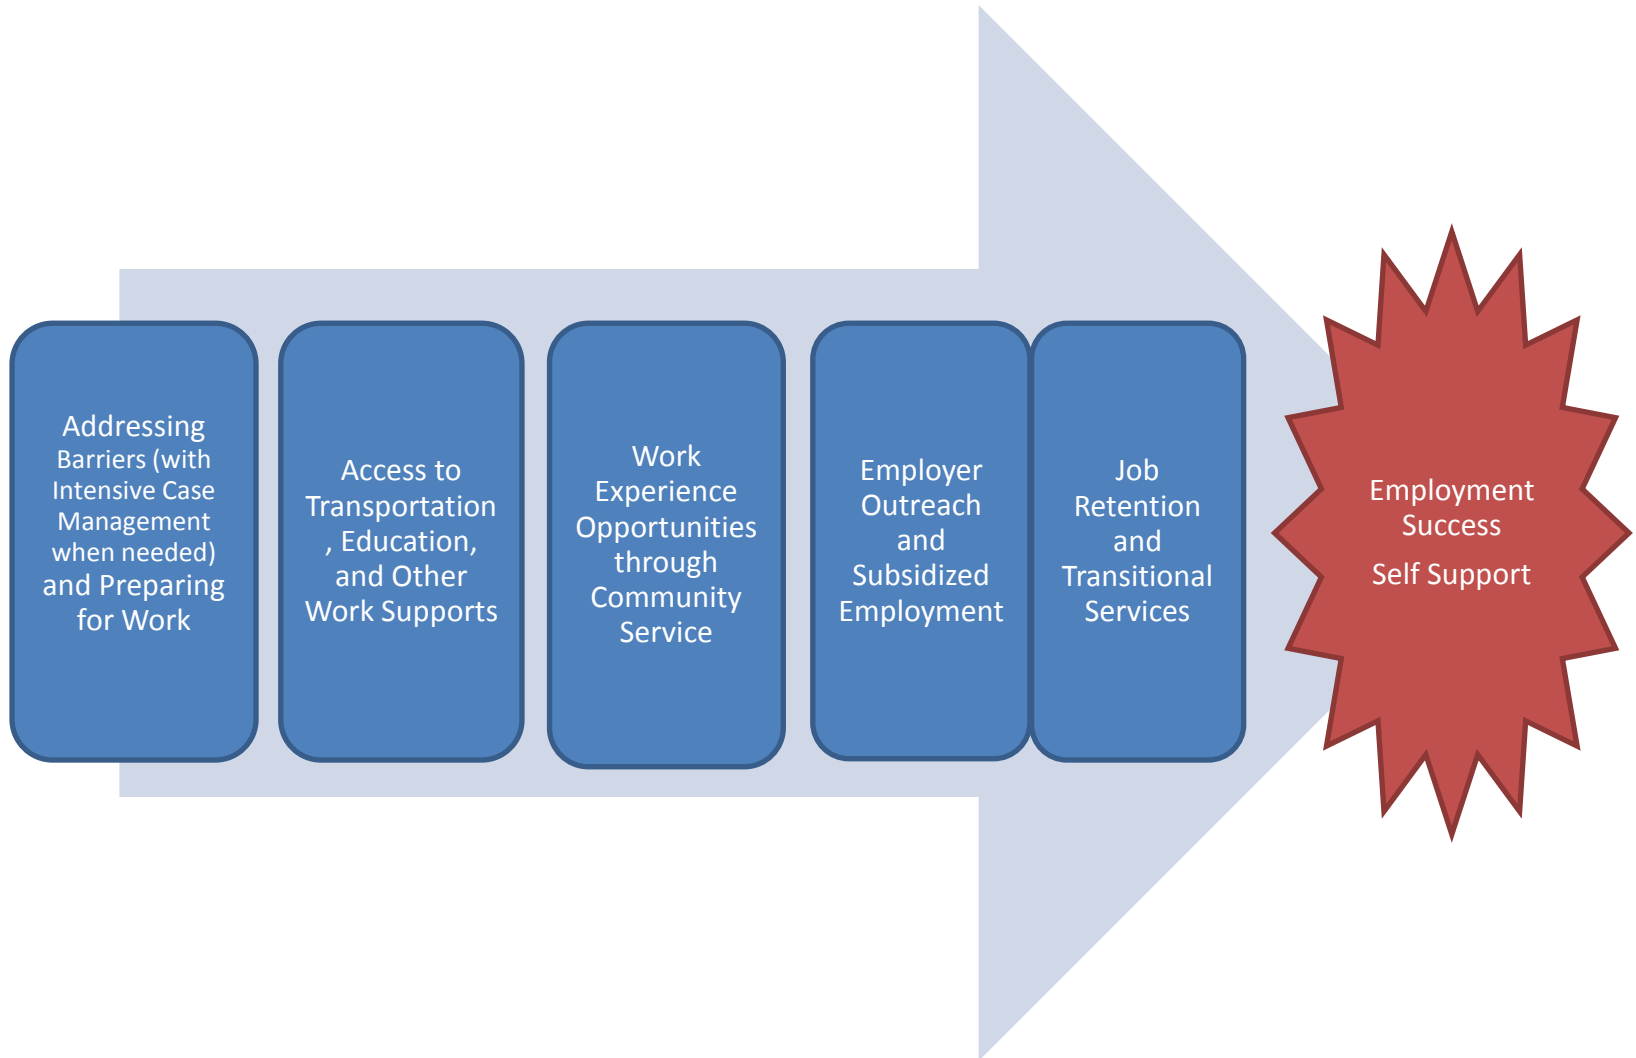 Addressing
Barriers (with
Intensive Case
Management
when needed)
and Preparing
for Work
Access to
Transportation
, Education,
and Other
Work Supports
Work
Experience
Opportunities
through
Community
Service
Employer
Outreach
and
Subsidized
Employment
Job
Retention
and
Transitional
Services
Employment
Success
Self Support